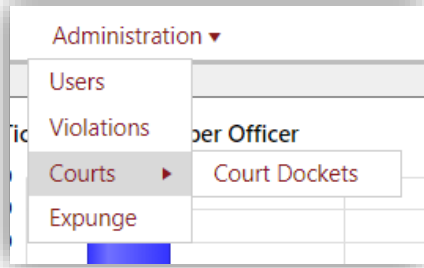 Administration ▾
Users
Violations per Officer
Courts ▸ Court Dockets
Expunge